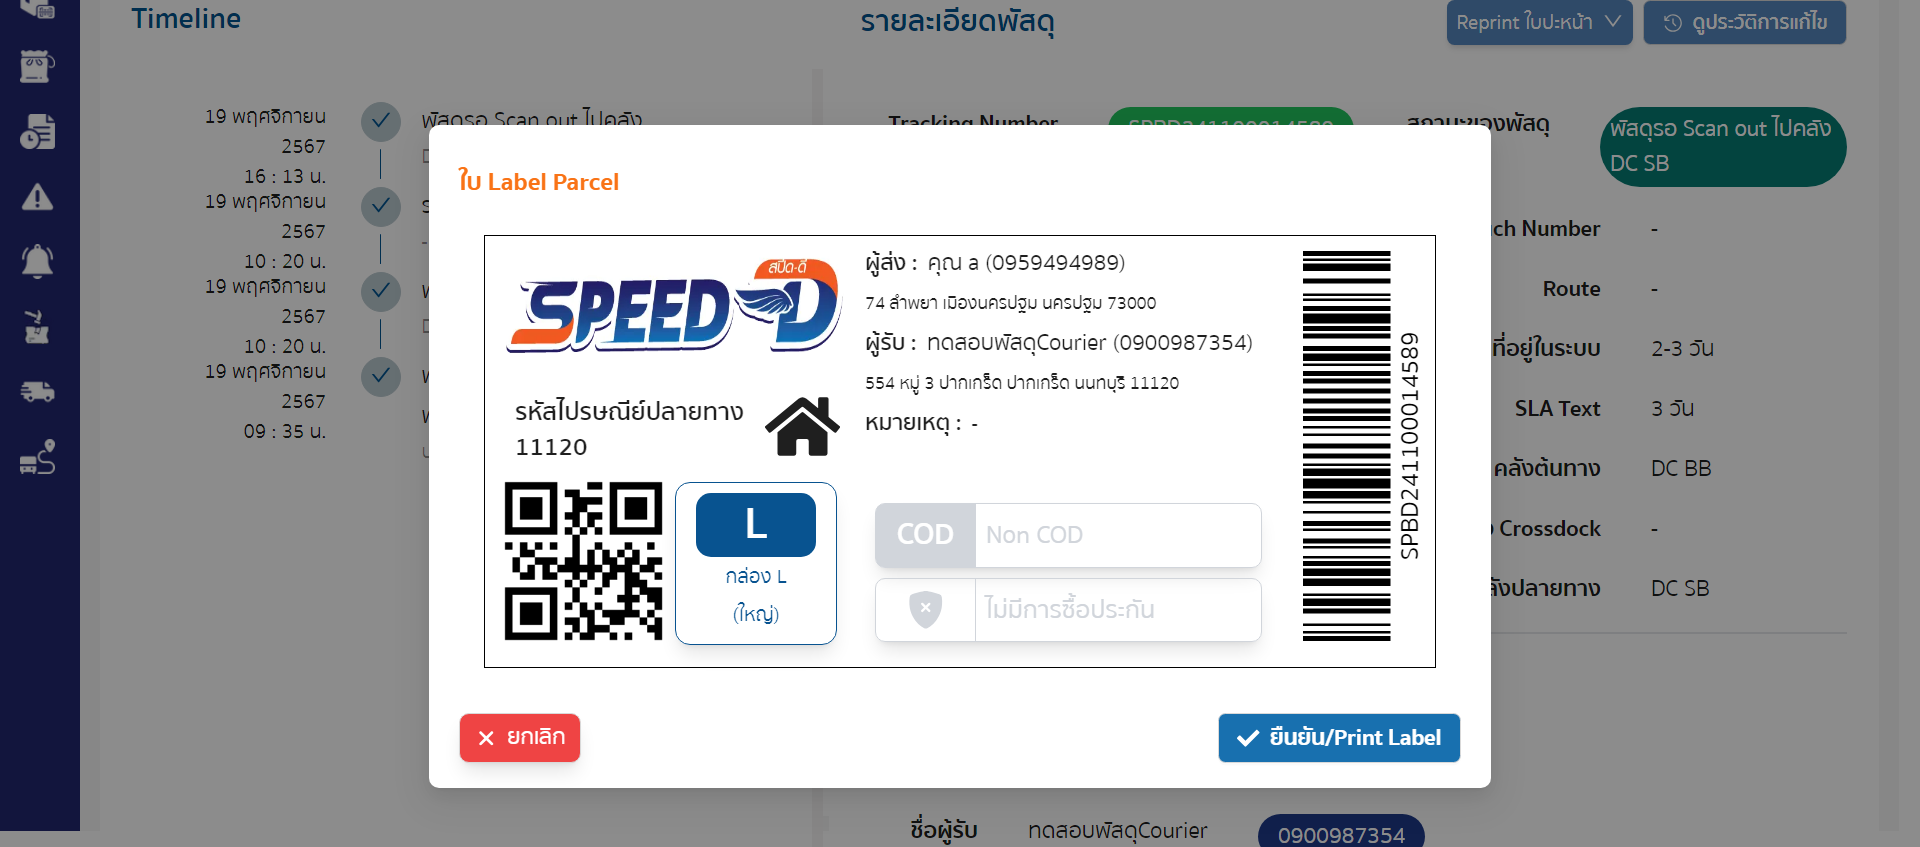 Timeline
รายละเอียดพัสดุ
Reprint ใบปะหน้า
ดูประวัติการแก้ไข
19 พฤศจิกายน
2567
16 : 13 น.
พัสดุรอ Scan out ไปคลัง
19 พฤศจิกายน
2567
10 : 20 น.
19 พฤศจิกายน
2567
10 : 20 น.
19 พฤศจิกายน
2567
09 : 35 น.
Tracking Number
SPBD241100014589
สถานะของพัสดุ
พัสดุรอ Scan out ไปคลัง
DC SB
ch Number
-
Route
-
ที่อยู่ในระบบ
2-3 วัน
SLA Text
3 วัน
คลังต้นทาง
DC BB
Crossdock
-
ลังปลายทาง
DC SB
ใบ Label Parcel
สปีด-ดี
SPEED-D
รหัสไปรษณีย์ปลายทาง
11120
L
กล่อง L
(ใหญ่)
ผู้ส่ง : คุณ a (0959494989)
74 ลำพยา เมืองนครปฐม นครปฐม 73000
ผู้รับ : ทดสอบพัสดุCourier (0900987354)
554 หมู่ 3 ปากเกร็ด ปากเกร็ด นนทบุรี 11120
หมายเหตุ : -
COD
Non COD
ไม่มีการซื้อประกัน
SPBD241100014589
ยกเลิก
ยืนยัน/Print Label
ชื่อผู้รับ
ทดสอบพัสดุCourier
0900987354